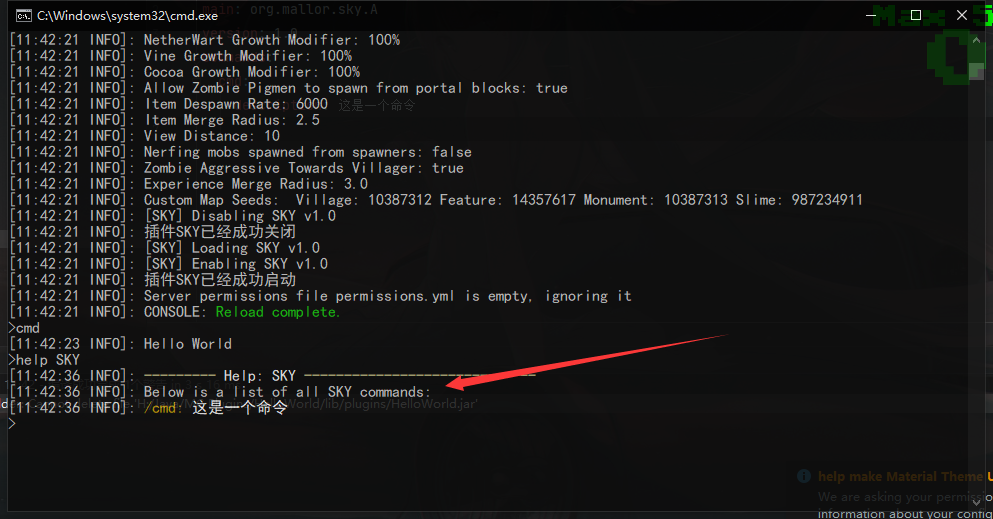 main: org.mallor.sky.A
C:\Windows\system32\cmd.exe
[11:42:21 INFO]: NetherWart Growth Modifier: 100%
[11:42:21 INFO]: Vine Growth Modifier: 100%
[11:42:21 INFO]: Cocoa Growth Modifier: 100%
[11:42:21 INFO]: Allow Zombie Pigmen to spawn from portal blocks: true
[11:42:21 INFO]: Item Despawn Rate: 6000 这是一个命令
[11:42:21 INFO]: Item Merge Radius: 2.5
[11:42:21 INFO]: View Distance: 10
[11:42:21 INFO]: Nerfing mobs spawned from spawners: false
[11:42:21 INFO]: Zombie Aggressive Towards Villager: true
[11:42:21 INFO]: Experience Merge Radius: 3.0
[11:42:21 INFO]: Custom Map Seeds:  Village: 10387312 Feature: 14357617 Monument: 10387313 Slime: 987234911
[11:42:21 INFO]: [SKY] Disabling SKY v1.0
[11:42:21 INFO]: 插件SKY已经成功关闭
[11:42:21 INFO]: [SKY] Loading SKY v1.0
[11:42:21 INFO]: [SKY] Enabling SKY v1.0
[11:42:21 INFO]: 插件SKY已经成功启动
[11:42:21 INFO]: Server permissions file permissions.yml is empty, ignoring it
[11:42:21 INFO]: CONSOLE: Reload complete.
>cmd
[11:42:23 INFO]: Hello World
>help SKY
[11:42:36 INFO]: --------- Help: SKY -----------------------------
[11:42:36 INFO]: Below is a list of all SKY commands:
[11:42:36 INFO]: /cmd: 这是一个命令
>
help make Material Theme
We are asking your permissio
information about your config